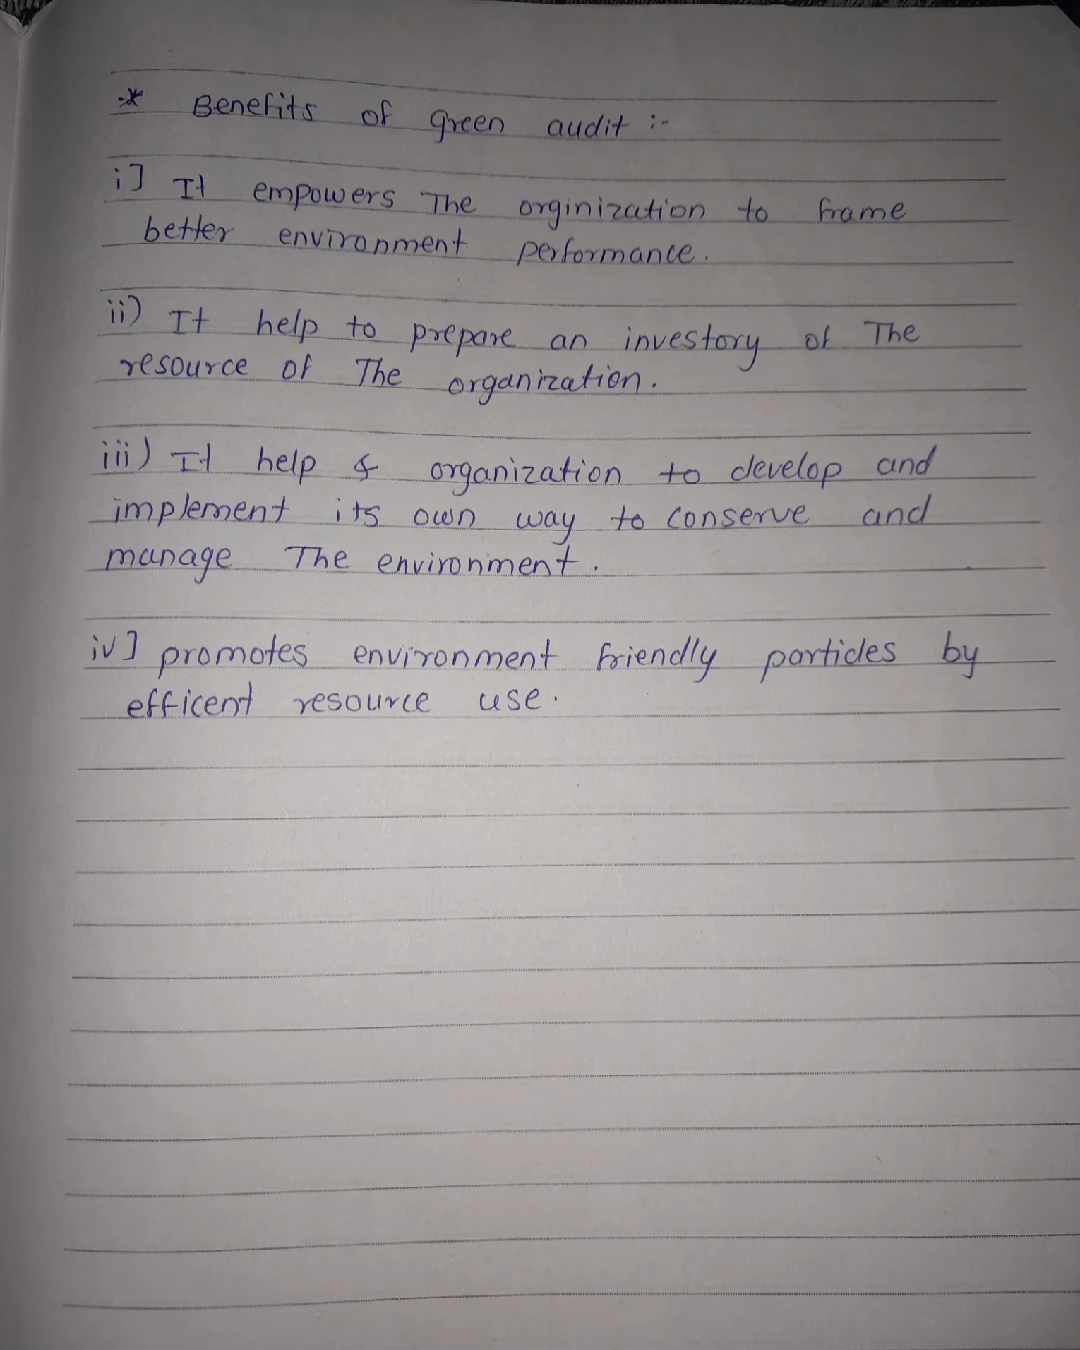 * Benefits of green audit :-
i] It empowers The orginization to frame
better environment performance.
ii) It help to prepare an investory of The
resource of The organization.
iii) It help & organization to develop and
implement its own way to conserve and
manage The environment.
iv] promotes environment friendly particles by
efficent resource use.